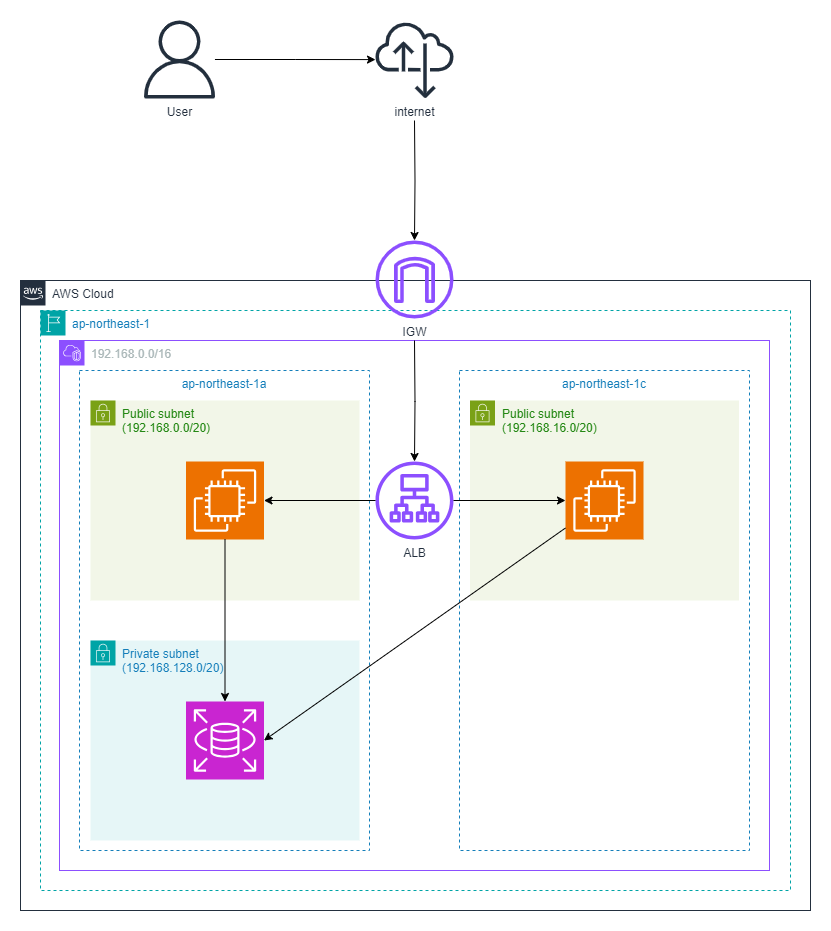 User
internet
aws
AWS Cloud
IGW
ap-northeast-1
192.168.0.0/16
ap-northeast-1a
ap-northeast-1c
Public subnet
(192.168.0.0/20)
Public subnet
(192.168.16.0/20)
ALB
Private subnet
(192.168.128.0/20)